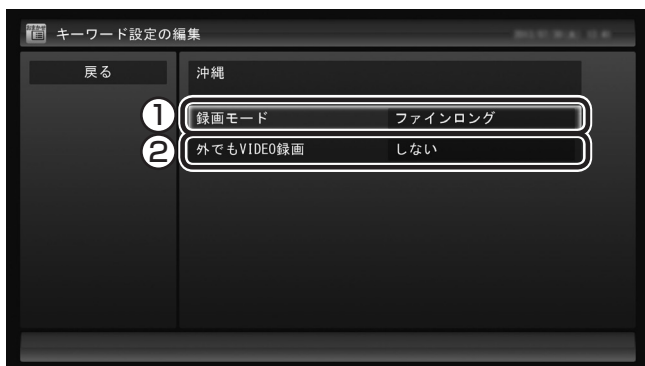 キーワード設定の編集
戻る
沖縄
① 録画モード ファインロング
② 外でもVIDEO録画 しない